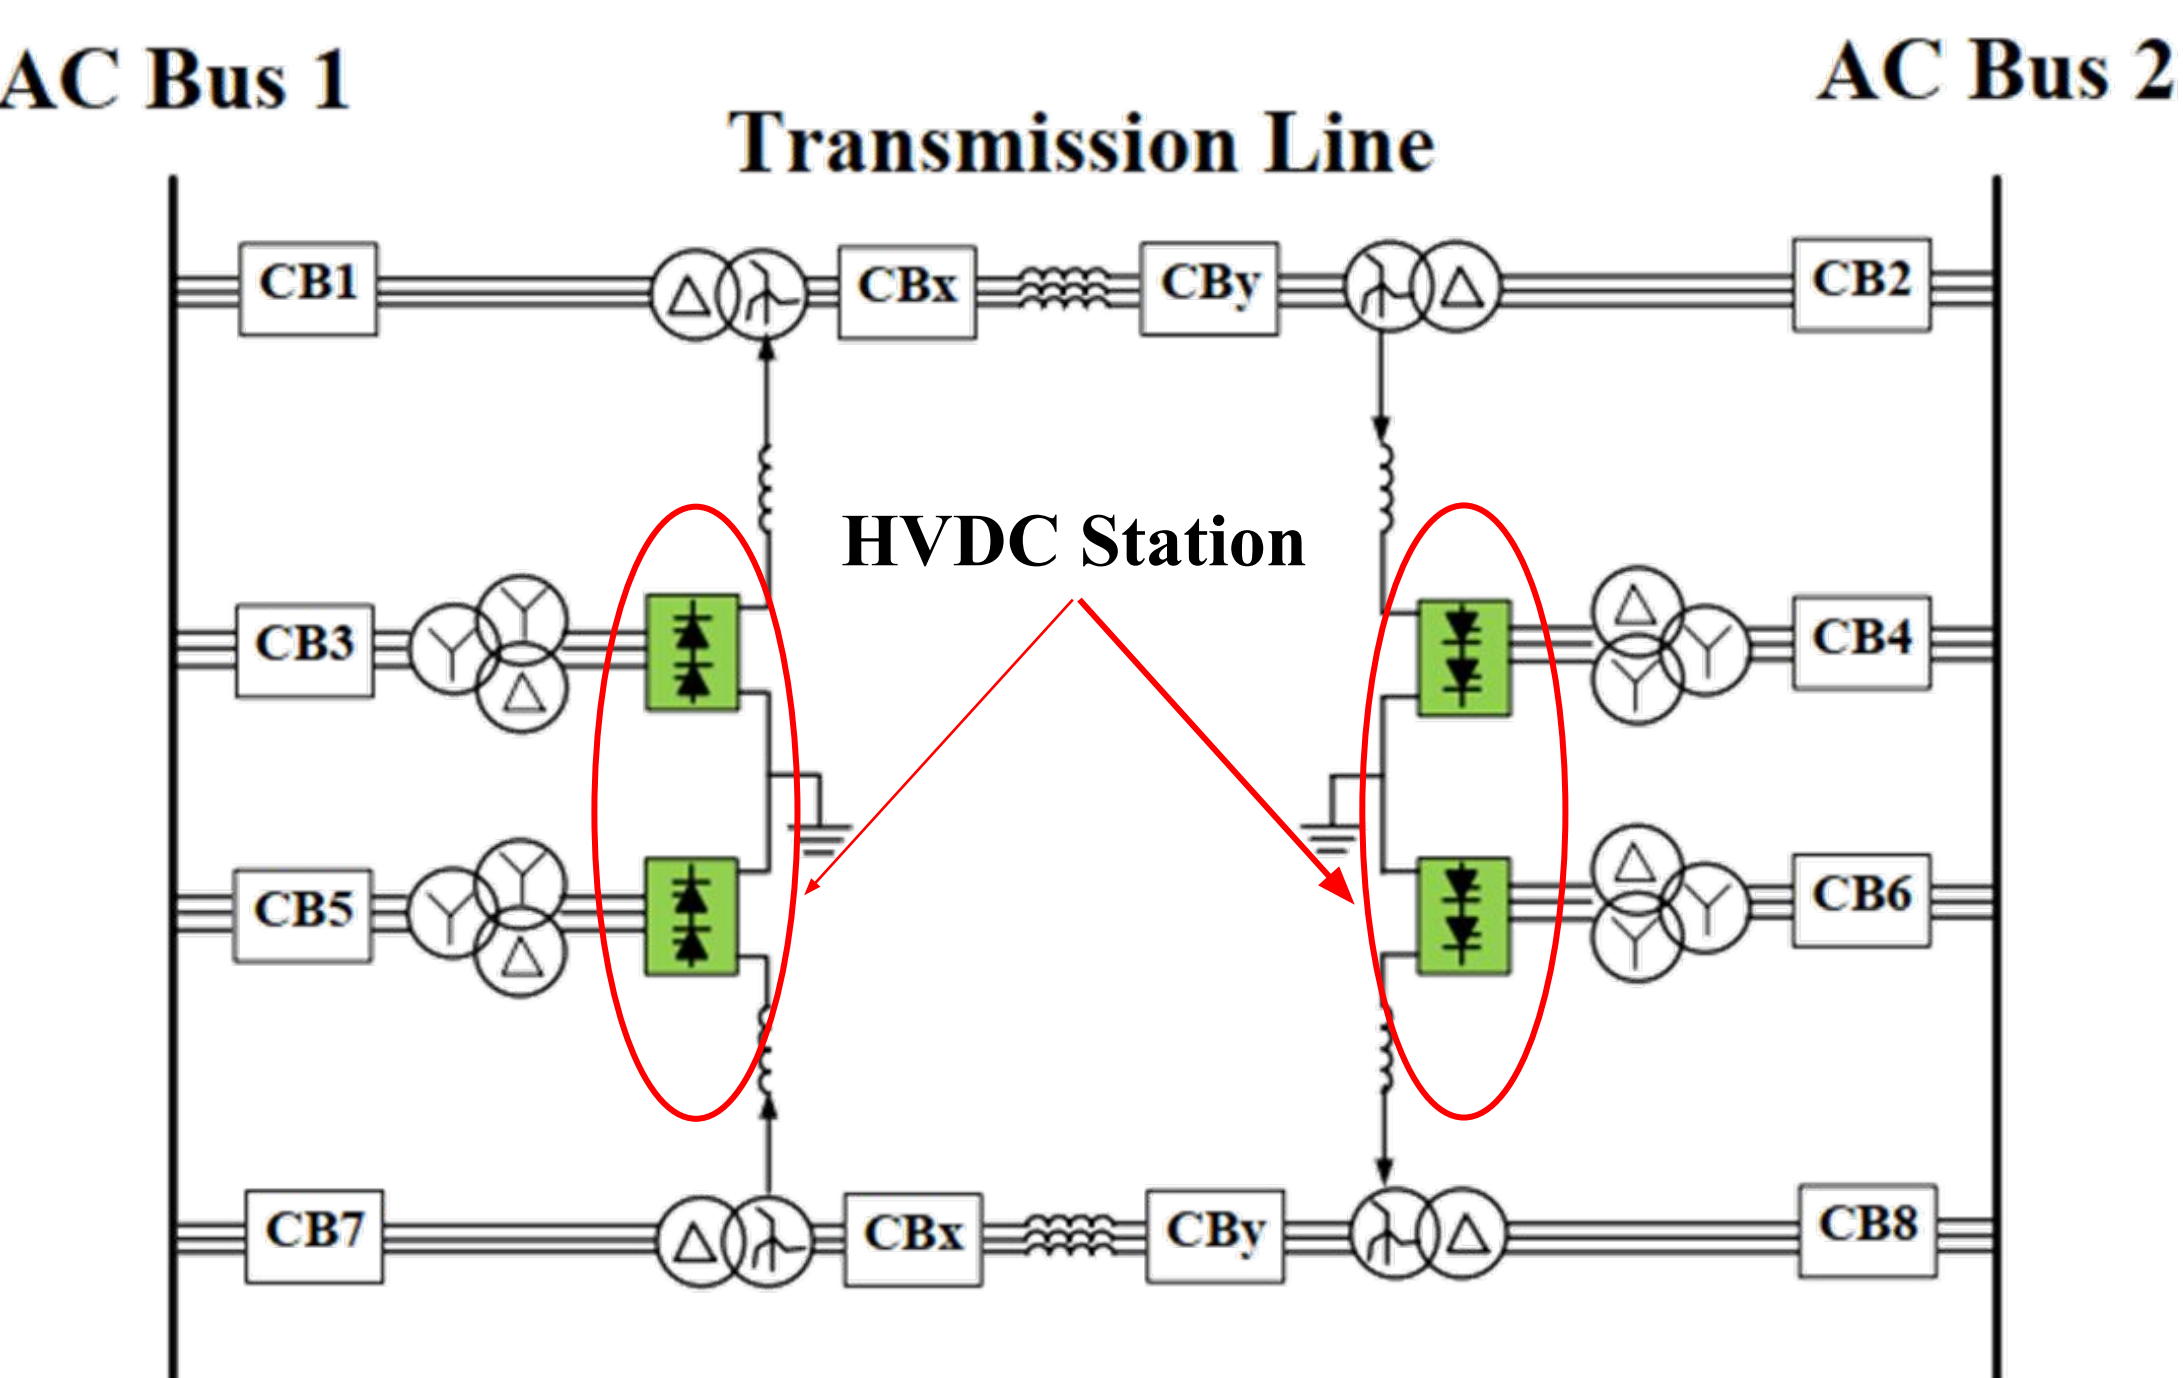 AC Bus 1
AC Bus 2
Transmission Line
CB1
CBx
CBy
CB2
HVDC Station
CB3
CB4
CB5
CB6
CB7
CBx
CBy
CB8